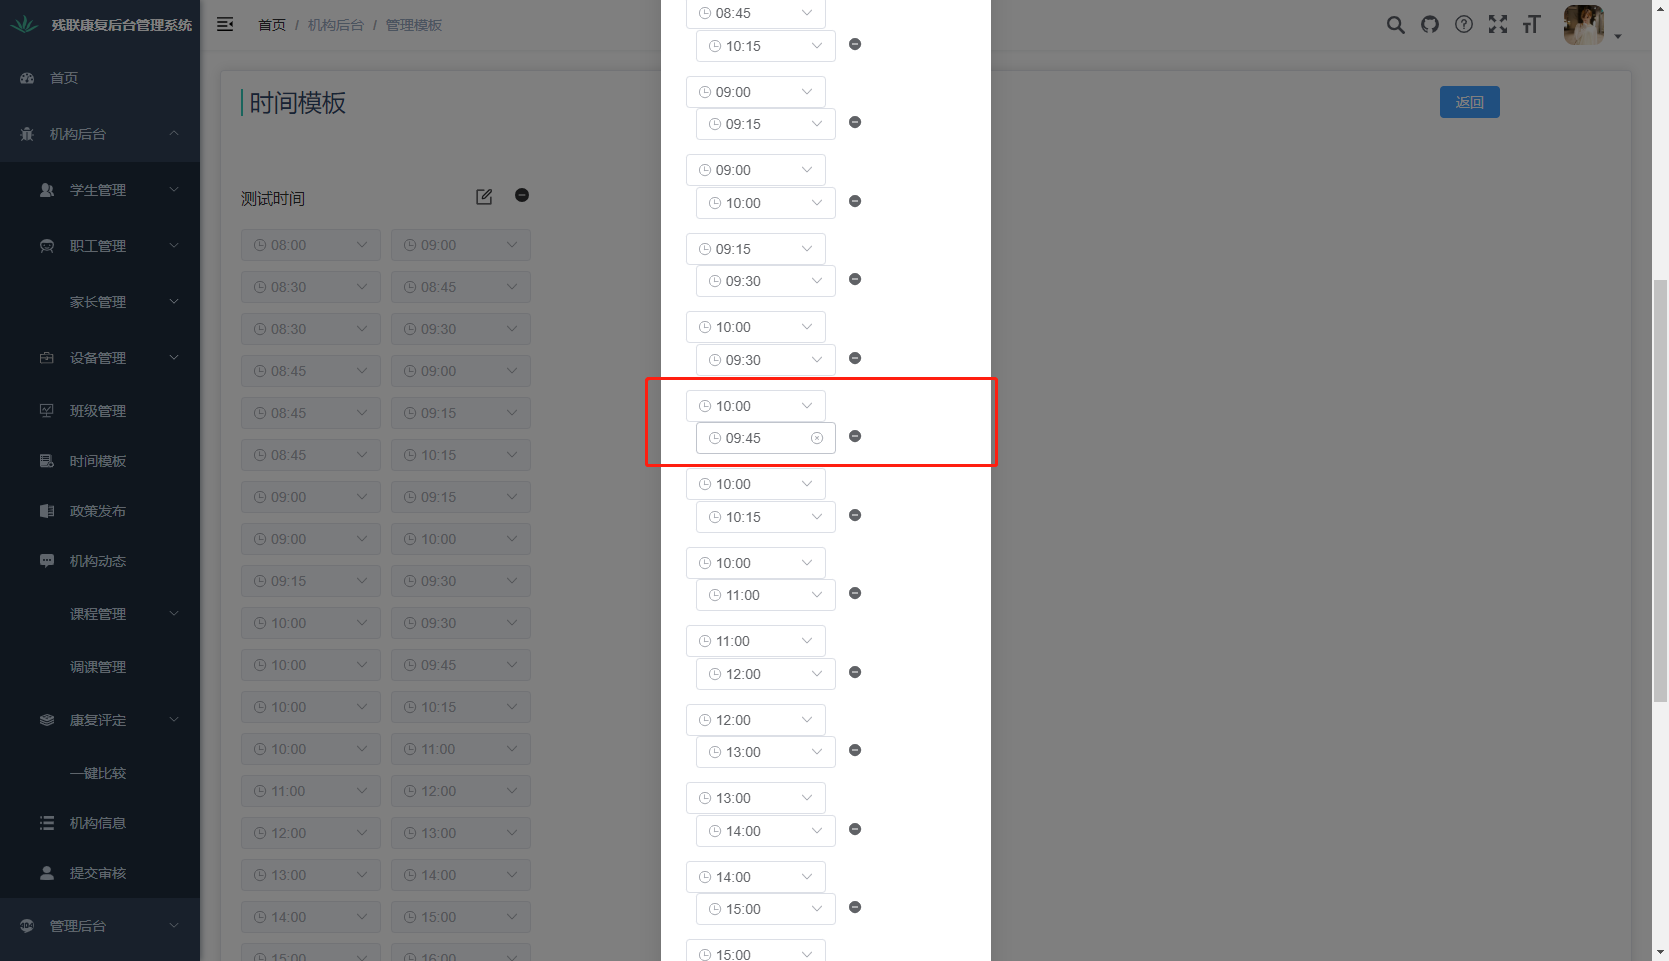 残联康复后台管理系统
首页 / 机构后台 / 管理模板
首页
机构后台
学生管理
职工管理
家长管理
设备管理
班级管理
时间模板
政策发布
机构动态
课程管理
调课管理
康复评定
一键比较
机构信息
提交审核
管理后台
时间模板
返回
测试时间
08:00 09:00
08:30 08:45
08:30 09:30
08:45 09:00
08:45 09:15
08:45 10:15
09:00 09:15
09:00 10:00
09:15 09:30
10:00 09:30
10:00 09:45
10:00 10:15
10:00 11:00
11:00 12:00
12:00 13:00
13:00 14:00
14:00 15:00
15:00 16:00
08:45
10:15
09:00
09:15
09:00
10:00
09:15
09:30
10:00
09:30
10:00
09:45
10:00
10:15
10:00
11:00
11:00
12:00
12:00
13:00
13:00
14:00
14:00
15:00
15:00